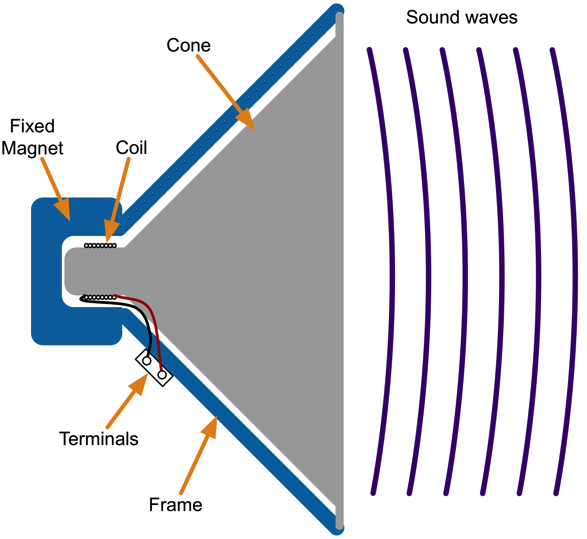 Sound waves
Cone
Fixed
Magnet
Coil
Terminals
Frame